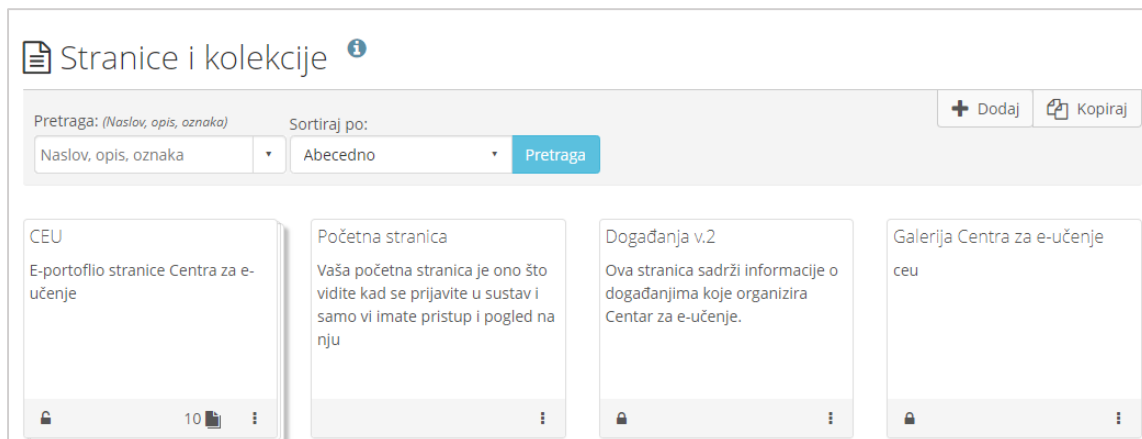 Stranice i kolekcije
Dodaj
Kopiraj
Pretraga: (Naslov, opis, oznaka)
Sortiraj po:
Naslov, opis, oznaka
Abecedno
Pretraga
CEU
E-portoflio stranice Centra za e-
učenje
10
Početna stranica
Vaša početna stranica je ono što
vidite kad se prijavite u sustav i
samo vi imate pristup i pogled na
nju
Događanja v.2
Ova stranica sadrži informacije o
događanjima koje organizira
Centar za e-učenje.
Galerija Centra za e-učenje
ceu